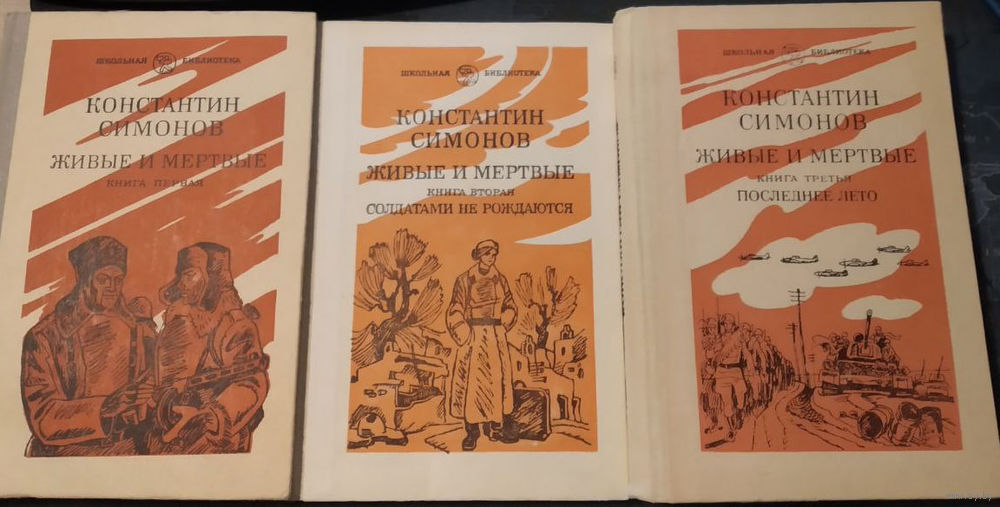 ШКОЛЬНАЯ БИБЛИОТЕКА
КОНСТАНТИН
СИМОНОВ
ЖИВЫЕ И МЕРТВЫЕ
КНИГА ПЕРВАЯ
ШКОЛЬНАЯ БИБЛИОТЕКА
КОНСТАНТИН
СИМОНОВ
ЖИВЫЕ И МЕРТВЫЕ
КНИГА ВТОРАЯ
СОЛДАТАМИ НЕ РОЖДАЮТСЯ
ШКОЛЬНАЯ БИБЛИОТЕКА
КОНСТАНТИН
СИМОНОВ
ЖИВЫЕ И МЕРТВЫЕ
КНИГА ТРЕТЬЯ
ПОСЛЕДНЕЕ ЛЕТО